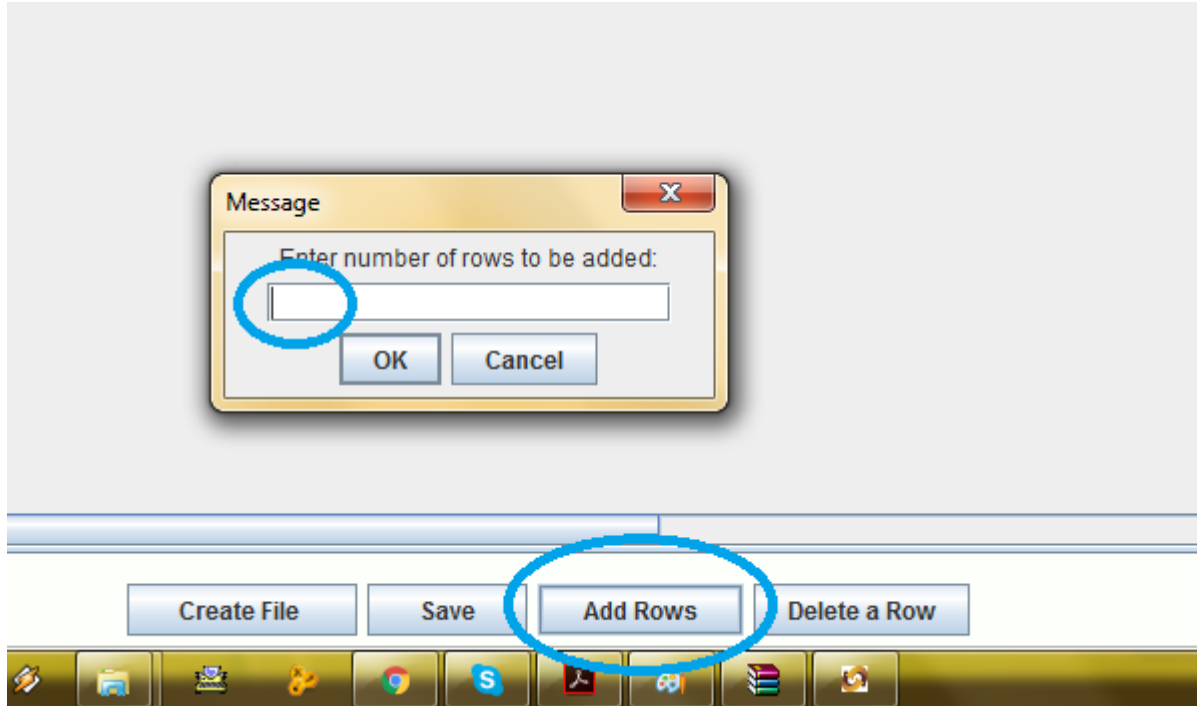 Message
Enter number of rows to be added:
OK Cancel
Create File Save Add Rows Delete a Row